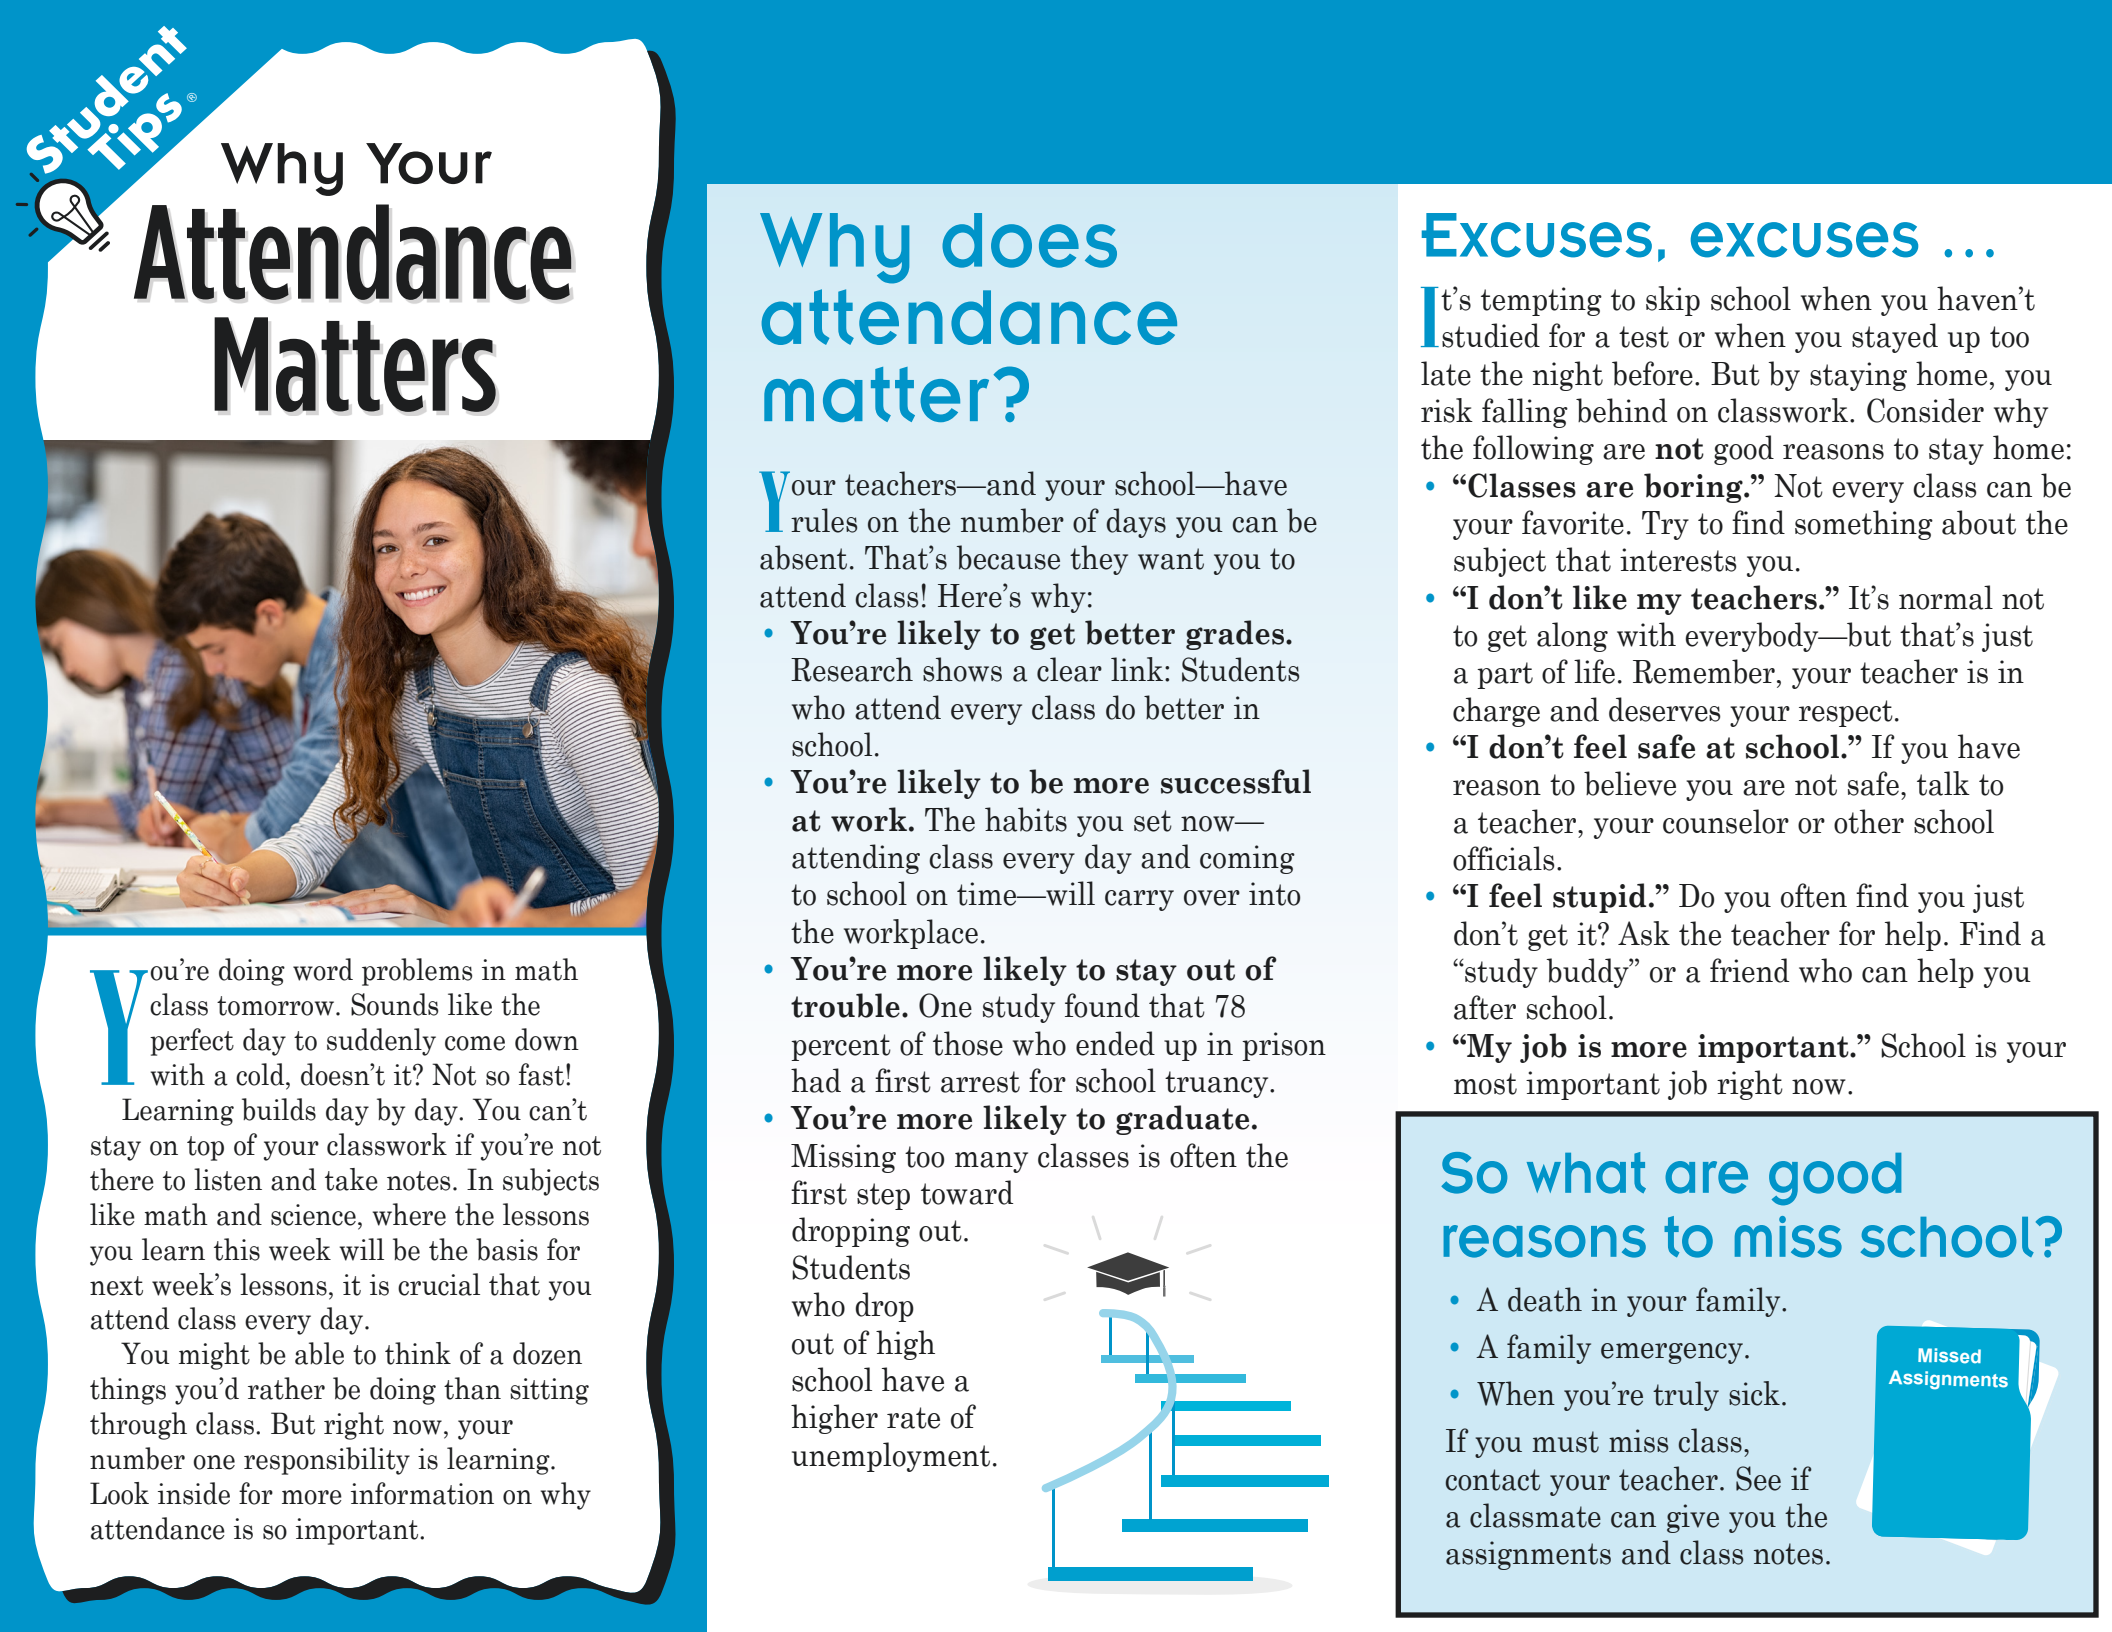 Student
Tips®
Why Your
Attendance
Matters
You're doing word problems in math
class tomorrow. Sounds like the
perfect day to suddenly come down
with a cold, doesn't it? Not so fast!
Learning builds day by day. You can't
stay on top of your classwork if you're not
there to listen and take notes. In subjects
like math and science, where the lessons
you learn this week will be the basis for
next week's lessons, it is crucial that you
attend class every day.
You might be able to think of a dozen
things you'd rather be doing than sitting
through class. But right now, your
number one responsibility is learning.
Look inside for more information on why
attendance is so important.
Why does
attendance
matter?
Your teachers—and your school—have
rules on the number of days you can be
absent. That's because they want you to
attend class! Here's why:
• You're likely to get better grades.
Research shows a clear link: Students
who attend every class do better in
school.
• You're likely to be more successful
at work. The habits you set now—
attending class every day and coming
to school on time—will carry over into
the workplace.
• You're more likely to stay out of
trouble. One study found that 78
percent of those who ended up in prison
had a first arrest for school truancy.
• You're more likely to graduate.
Missing too many classes is often the
first step toward
dropping out.
Students
who drop
out of high
school have a
higher rate of
unemployment.
Excuses, excuses …
It's tempting to skip school when you haven't
studied for a test or when you stayed up too
late the night before. But by staying home, you
risk falling behind on classwork. Consider why
the following are not good reasons to stay home:
• “Classes are boring.” Not every class can be
your favorite. Try to find something about the
subject that interests you.
• “I don't like my teachers.” It's normal not
to get along with everybody—but that's just
a part of life. Remember, your teacher is in
charge and deserves your respect.
• “I don't feel safe at school.” If you have
reason to believe you are not safe, talk to
a teacher, your counselor or other school
officials.
• “I feel stupid.” Do you often find you just
don't get it? Ask the teacher for help. Find a
“study buddy” or a friend who can help you
after school.
• “My job is more important.” School is your
most important job right now.
So what are good
reasons to miss school?
• A death in your family.
• A family emergency.
• When you're truly sick.
If you must miss class,
contact your teacher. See if
a classmate can give you the
assignments and class notes.
Missed
Assignments